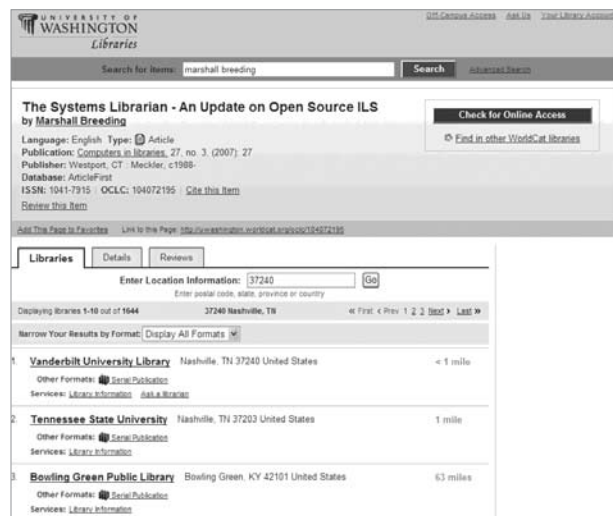 UNIVERSITY OF
WASHINGTON
Libraries
Off-Campus Access Ask Us Your Library Account
Search for items: marshall breeding Search Advanced Search
The Systems Librarian - An Update on Open Source ILS
by Marshall Breeding
Language: English Type: Article
Publication: Computers in libraries, 27, no. 3, (2007): 27
Publisher: Westport, CT : Meckler, c1988-
Database: ArticleFirst
ISSN: 1041-7915 | OCLC: 104072195 | Cite this Item
Review this Item
Check for Online Access
Find in other WorldCat libraries
Add This Page to Favorites Link to this Page: http://uwashington.worldcat.org/oclc/104072195
Libraries Details Reviews
Enter Location Information: 37240 Go
Enter postal code, state, province or country
Displaying libraries 1-10 out of 1644 37240 Nashville, TN « First < Prev 1 2 3 Next > Last »
Narrow Your Results by Format: Display All Formats
1. Vanderbilt University Library Nashville, TN 37240 United States < 1 mile
Other Formats: Serial Publication
Services: Library Information Ask a librarian
2. Tennessee State University Nashville, TN 37203 United States 1 mile
Other Formats: Serial Publication
Services: Library Information
3. Bowling Green Public Library Bowling Green, KY 42101 United States 63 miles
Other Formats: Serial Publication
Services: Library Information